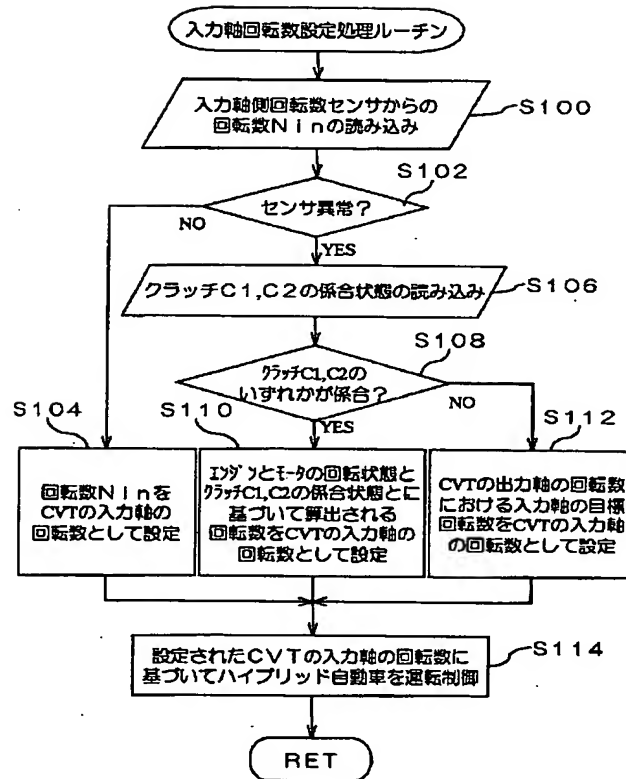 入力軸回転数設定処理ルーチン
入力軸側回転数センサからの
回転数Ninの読み込み
S100
S102
センサ異常?
NO
YES
クラッチC1,C2の係合状態の読み込み
S106
S108
クラッチC1,C2の
いずれかが係合?
NO
YES
S104
回転数Ninを
CVTの入力軸の
回転数として設定
S110
エンジンとモータの回転状態と
クラッチC1,C2の係合状態とに
基づいて算出される
回転数をCVTの入力軸の
回転数として設定
S112
CVTの出力軸の回転数
における入力軸の目標
回転数をCVTの入力軸
の回転数として設定
設定されたCVTの入力軸の回転数に
基づいてハイブリッド自動車を運転制御
S114
RET